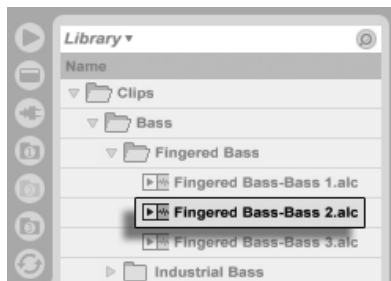 Library
Name
Clips
Bass
Fingered Bass
Fingered Bass-Bass 1.alc
Fingered Bass-Bass 2.alc
Fingered Bass-Bass 3.alc
Industrial Bass